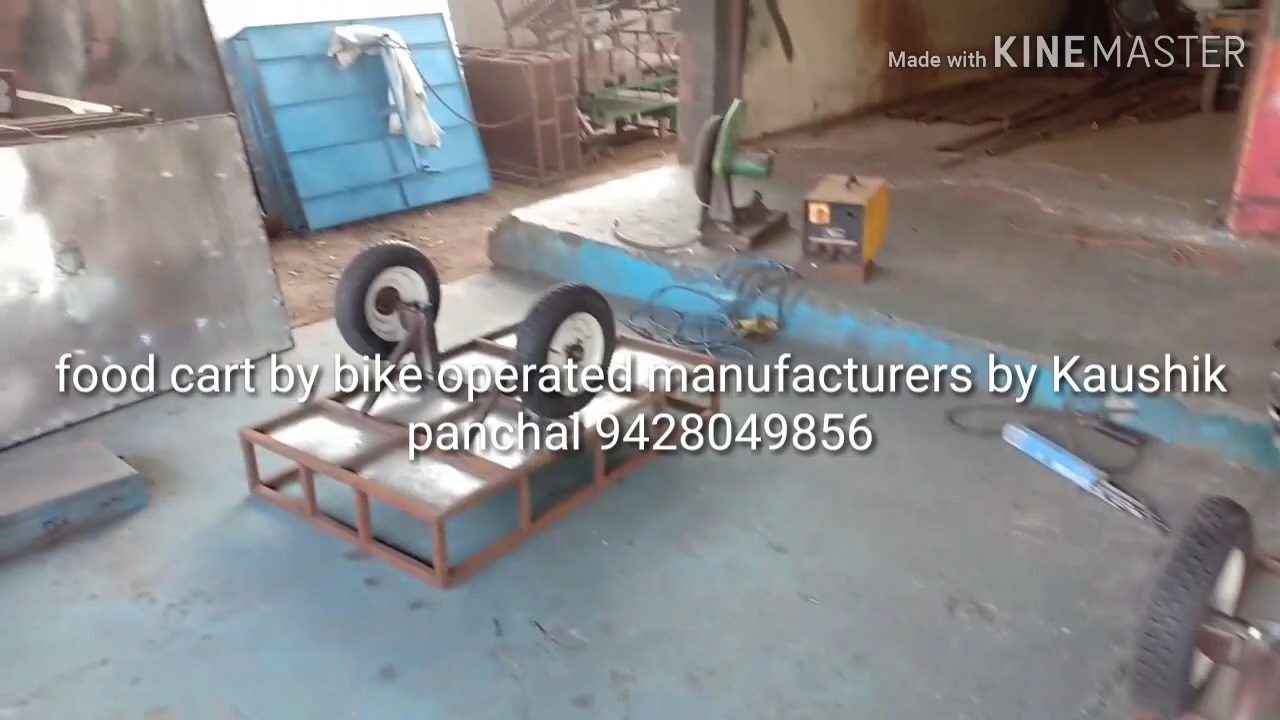 Made with KINEMASTER
food cart by bike operated manufacturers by Kaushik
panchal 9428049856